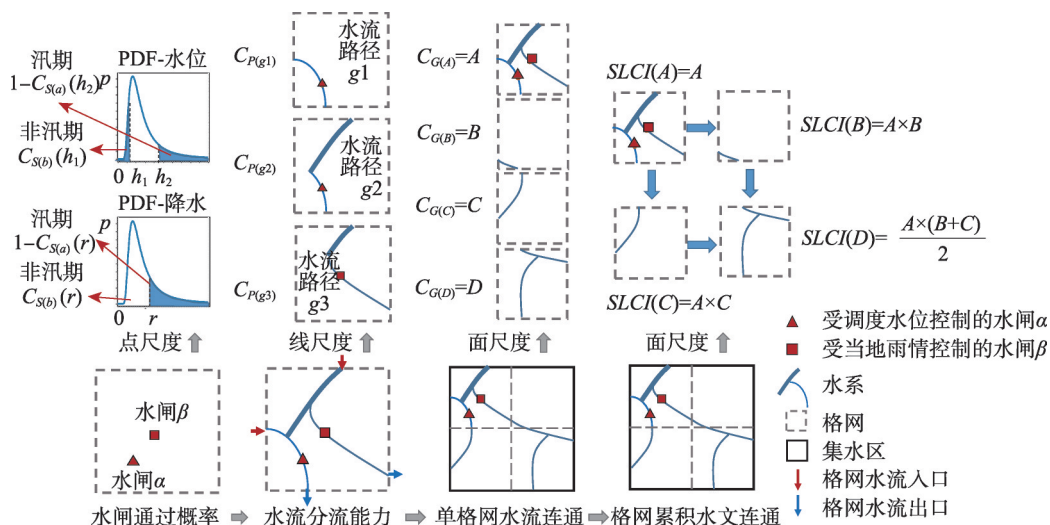 汛期
1−C_{S(a)}(h_2)
非汛期
C_{S(b)}(h_1)
PDF-水位
p
0 h_1 h_2
汛期
1−C_{S(a)}(r)
非汛期
C_{S(b)}(r)
PDF-降水
p
0 r
点尺度
C_{P(g1)}
水流
路径
g1
C_{P(g2)}
水流
路径
g2
C_{P(g3)}
水流
路径
g3
线尺度
C_{G(A)}=A
C_{G(B)}=B
C_{G(C)}=C
C_{G(D)}=D
面尺度
SLCI(A)=A
SLCI(B)=A×B
SLCI(D)= A×(B+C)
2
SLCI(C)=A×C
面尺度
水闸β
水闸α
受调度水位控制的水闸α
受当地雨情控制的水闸β
水系
格网
集水区
格网水流入口
格网水流出口
水闸通过概率
水流分流能力
单格网水流连通
格网累积水文连通